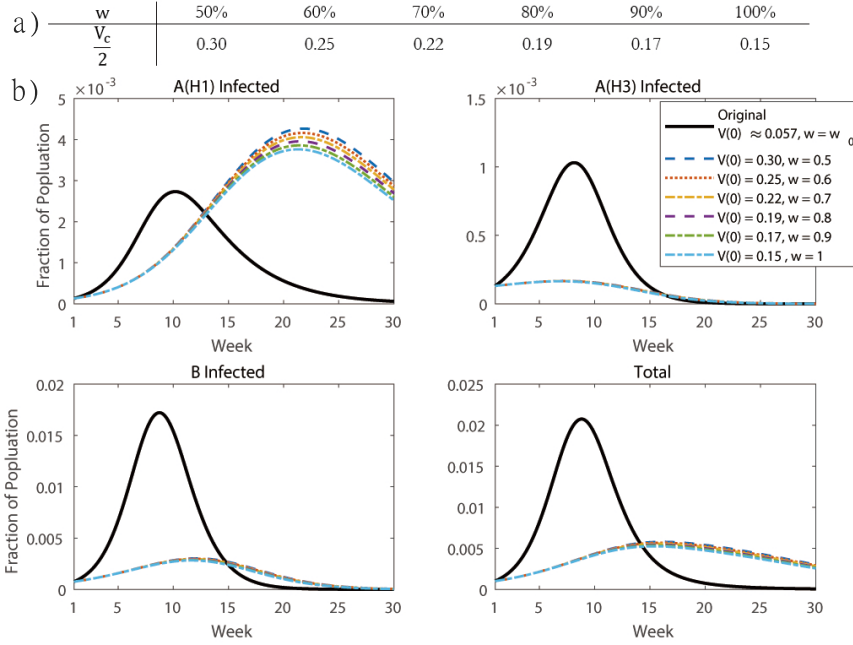 a)
w 50% 60% 70% 80% 90% 100%
Vc/2 0.30 0.25 0.22 0.19 0.17 0.15
b)
A(H1) Infected
×10⁻³
5
4
3
2
1
0
Fraction of Popluation
1 5 10 15 20 25 30
Week
A(H3) Infected
×10⁻³
1.5
1
0.5
0
1 5 10 15 20 25 30
Week
Original
V(0) ≈0.057, w = w₀
V(0) = 0.30, w = 0.5
V(0) = 0.25, w = 0.6
V(0) = 0.22, w = 0.7
V(0) = 0.19, w = 0.8
V(0) = 0.17, w = 0.9
V(0) = 0.15 , w = 1
B Infected
0.02
0.015
0.01
0.005
0
Fraction of Popluation
1 5 10 15 20 25 30
Week
Total
0.025
0.02
0.015
0.01
0.005
0
1 5 10 15 20 25 30
Week